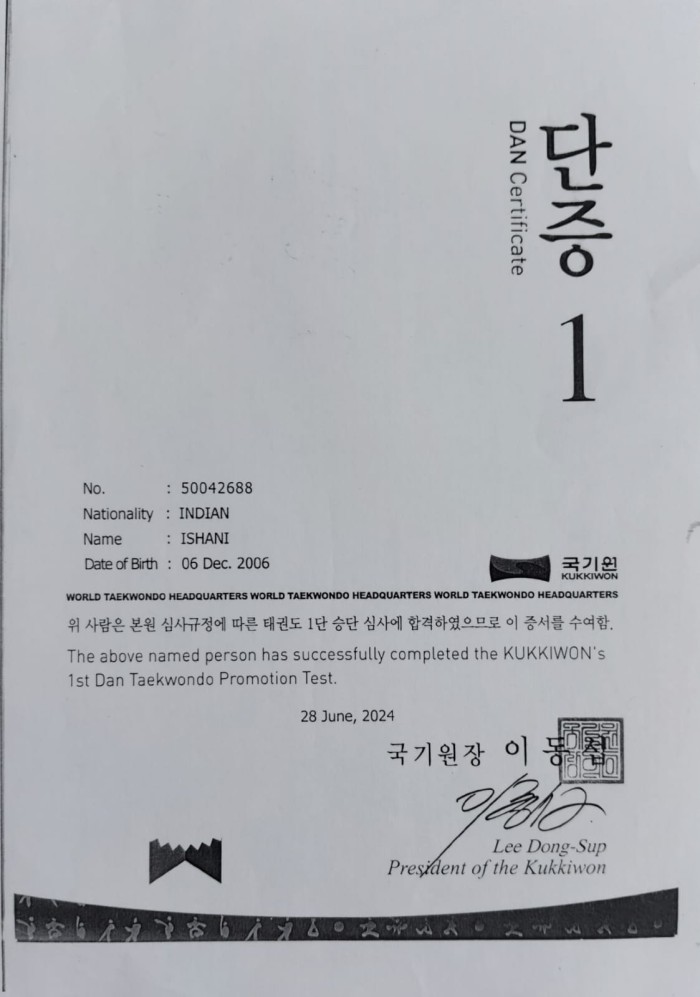 단증
DAN Certificate
1
No. : 50042688
Nationality : INDIAN
Name : ISHANI
Date of Birth : 06 Dec. 2006
국기원
KUKKIWON
WORLD TAEKWONDO HEADQUARTERS WORLD TAEKWONDO HEADQUARTERS WORLD TAEKWONDO HEADQUARTERS
위 사람은 본원 심사규정에 따른 태권도 1단 승단 심사에 합격하였으므로 이 증서를 수여함.
The above named person has successfully completed the KUKKIWON's
1st Dan Taekwondo Promotion Test.
28 June, 2024
국기원장 이 동 섭
Lee Dong-Sup
President of the Kukkiwon